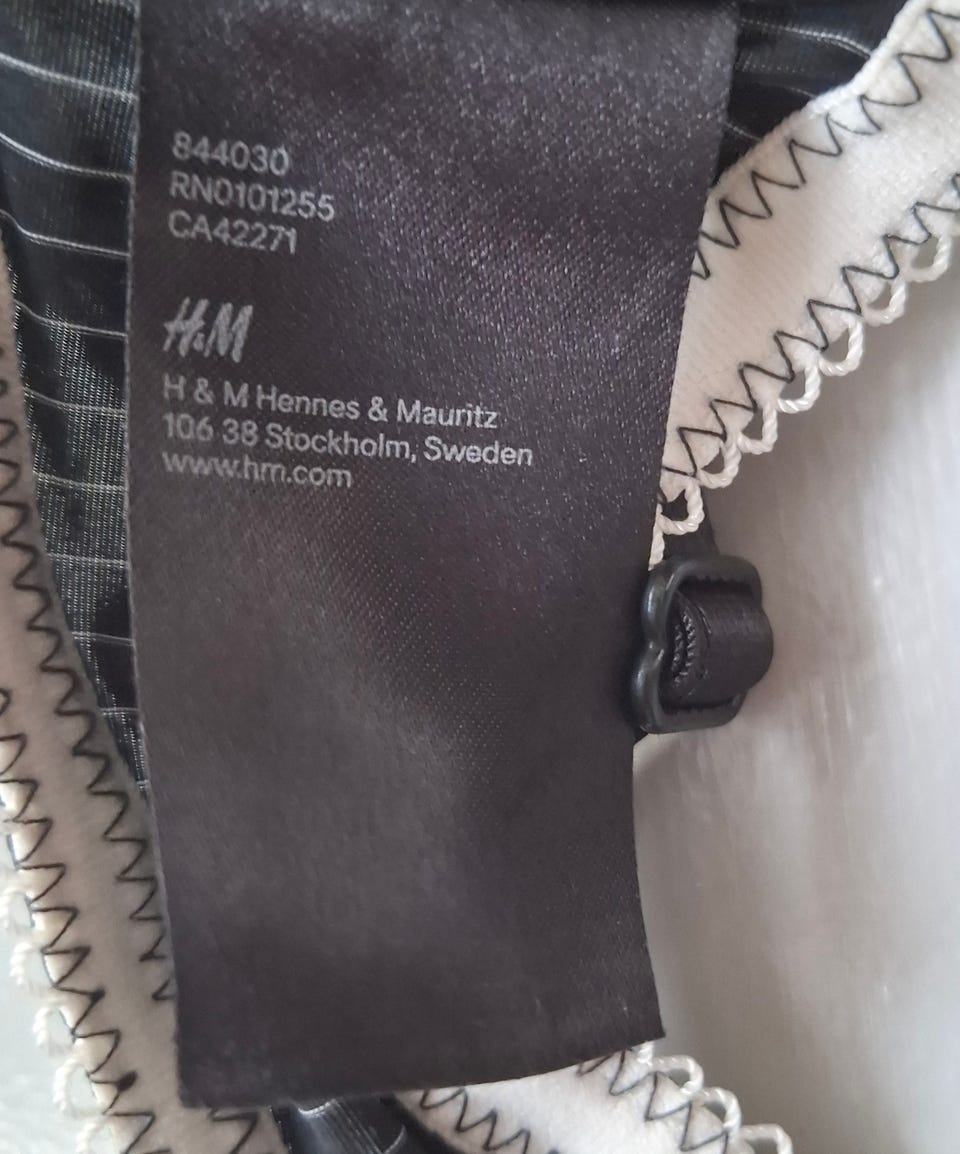 844030
RN0101255
CA42271
H&M
H & M Hennes & Mauritz
106 38 Stockholm, Sweden
www.hm.com